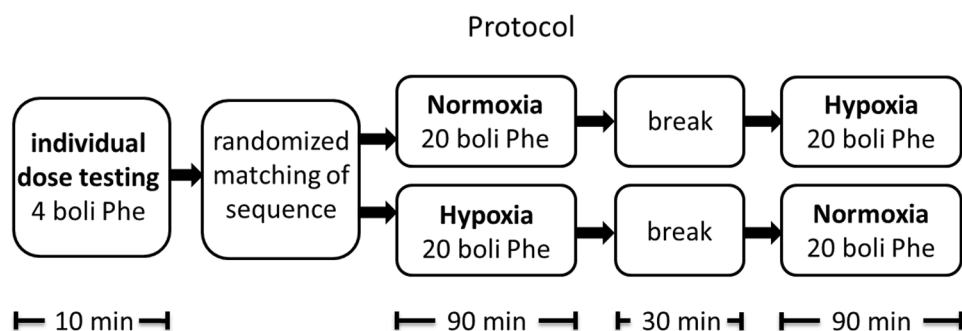 Protocol
individual
dose testing
4 boli Phe
randomized
matching of
sequence
Normoxia
20 boli Phe
break
Hypoxia
20 boli Phe
Hypoxia
20 boli Phe
break
Normoxia
20 boli Phe
10 min
90 min
30 min
90 min